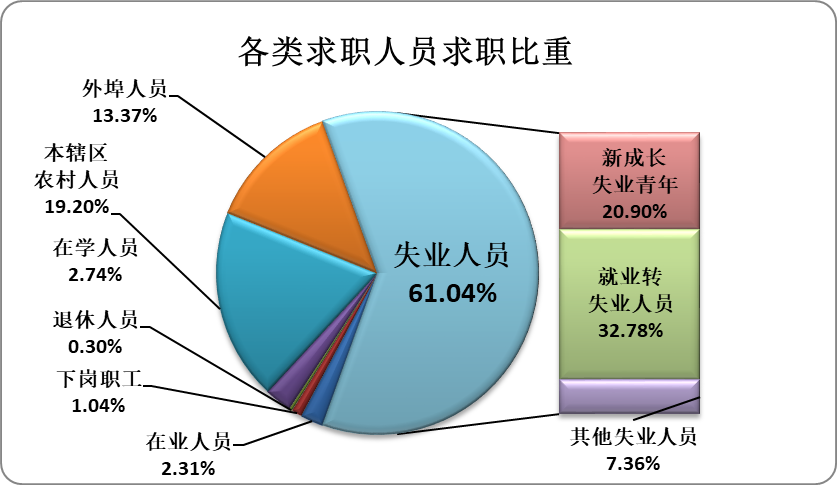 各类求职人员求职比重
外埠人员
13.37%
本辖区
农村人员
19.20%
在学人员
2.74%
退休人员
0.30%
下岗职工
1.04%
在业人员
2.31%
失业人员
61.04%
新成长
失业青年
20.90%
就业转
失业人员
32.78%
其他失业人员
7.36%